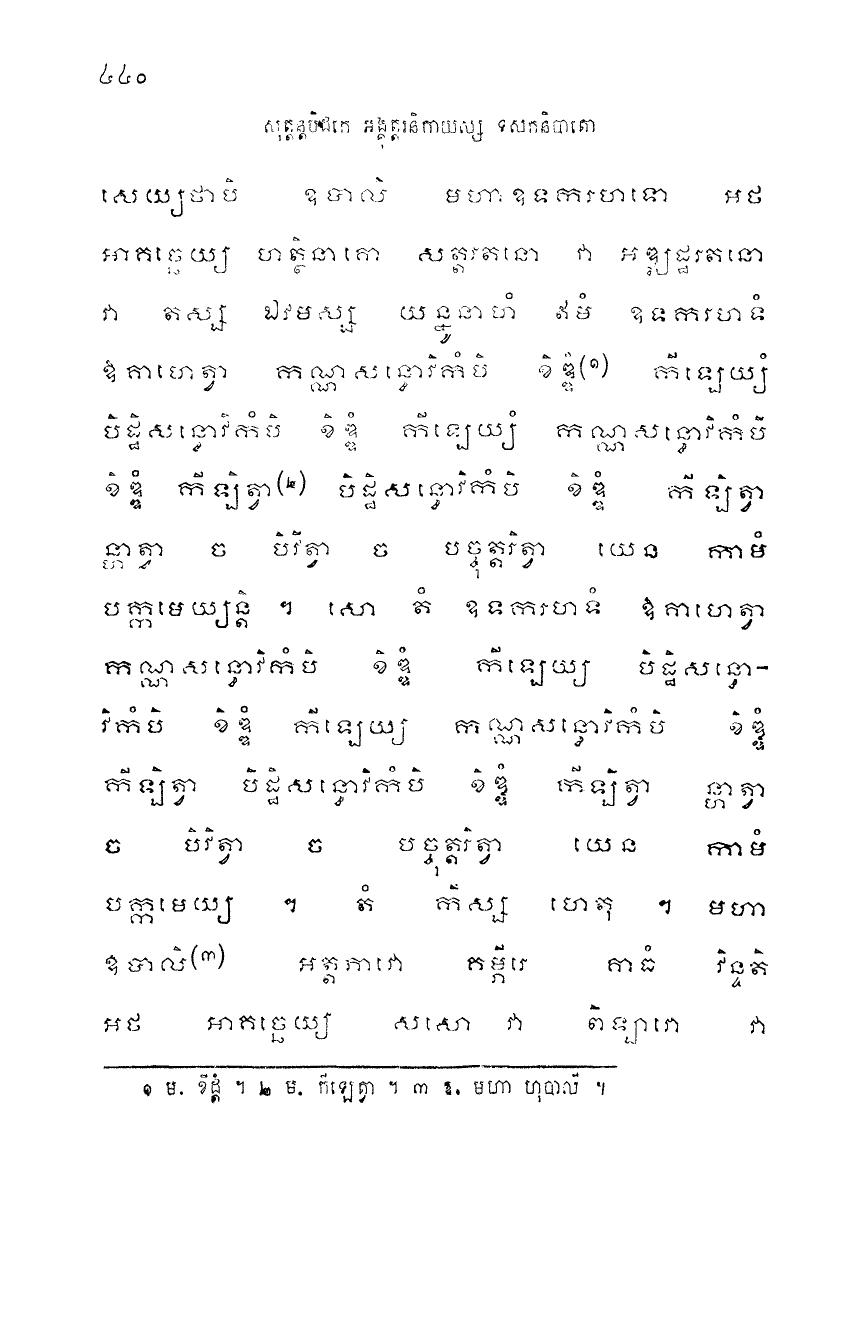 ៤៤០
សុត្តន្តបិដកេ អង្គុត្តរនិកាយស្ស ទសកនិបាតោ
សេយ្យថាបិ ឧបាលិ មហាឧទករហទោ អថ
អាគច្ឆេយ្យ ហត្ថិនាគោ សត្តរតនោ វា អឌ្ឍដ្ឋរតនោ
វា តស្ស ឯវមស្ស យន្នូនាហំ ឥមំ ឧទករហទំ
ឱគាហេត្វា កណ្ណសន្ធោវិកំបិ ខិឌ្ឌំ(១) កីឡេយ្យំ
បិដ្ឋិសន្ធោវិកំបិ ខិឌ្ឌំ កីឡេយ្យំ កណ្ណសន្ធោវិកំបិ
ខិឌ្ឌំ កីឡិត្វា(២) បិដ្ឋិសន្ធោវិកំបិ ខិឌ្ឌំ កីឡិត្វា
ន្ហាត្វា ច បិវិត្វា ច បច្ចុត្តរិត្វា យេន កាមំ
បក្កមេយ្យន្តិ ។ សោ តំ ឧទករហទំ ឱគាហេត្វា
កណ្ណសន្ធោវិកំបិ ខិឌ្ឌំ កីឡេយ្យ បិដ្ឋិសន្ធោ-
វិកំបិ ខិឌ្ឌំ កីឡេយ្យ កណ្ណសន្ធោវិកំបិ ខិឌ្ឌំ
កីឡិត្វា បិដ្ឋិសន្ធោវិកំបិ ខិឌ្ឌំ កីឡិត្វា ន្ហាត្វា
ច បិវិត្វា ច បច្ចុត្តរិត្វា យេន កាមំ
បក្កមេយ្យ ។ តំ កិស្ស ហេតុ ។ មហា
ឧបាលិ(៣) អត្តភាវោ គម្ភីរេ គាធំ វិន្ទតិ
អថ អាគច្ឆេយ្យ សសោ វា ពិឡារោ វា
១ ម. ខីដ្ដំ ។ ២ ម. កីឡេត្វា ។ ៣ ឱ. មហា ហុបាលិ ។